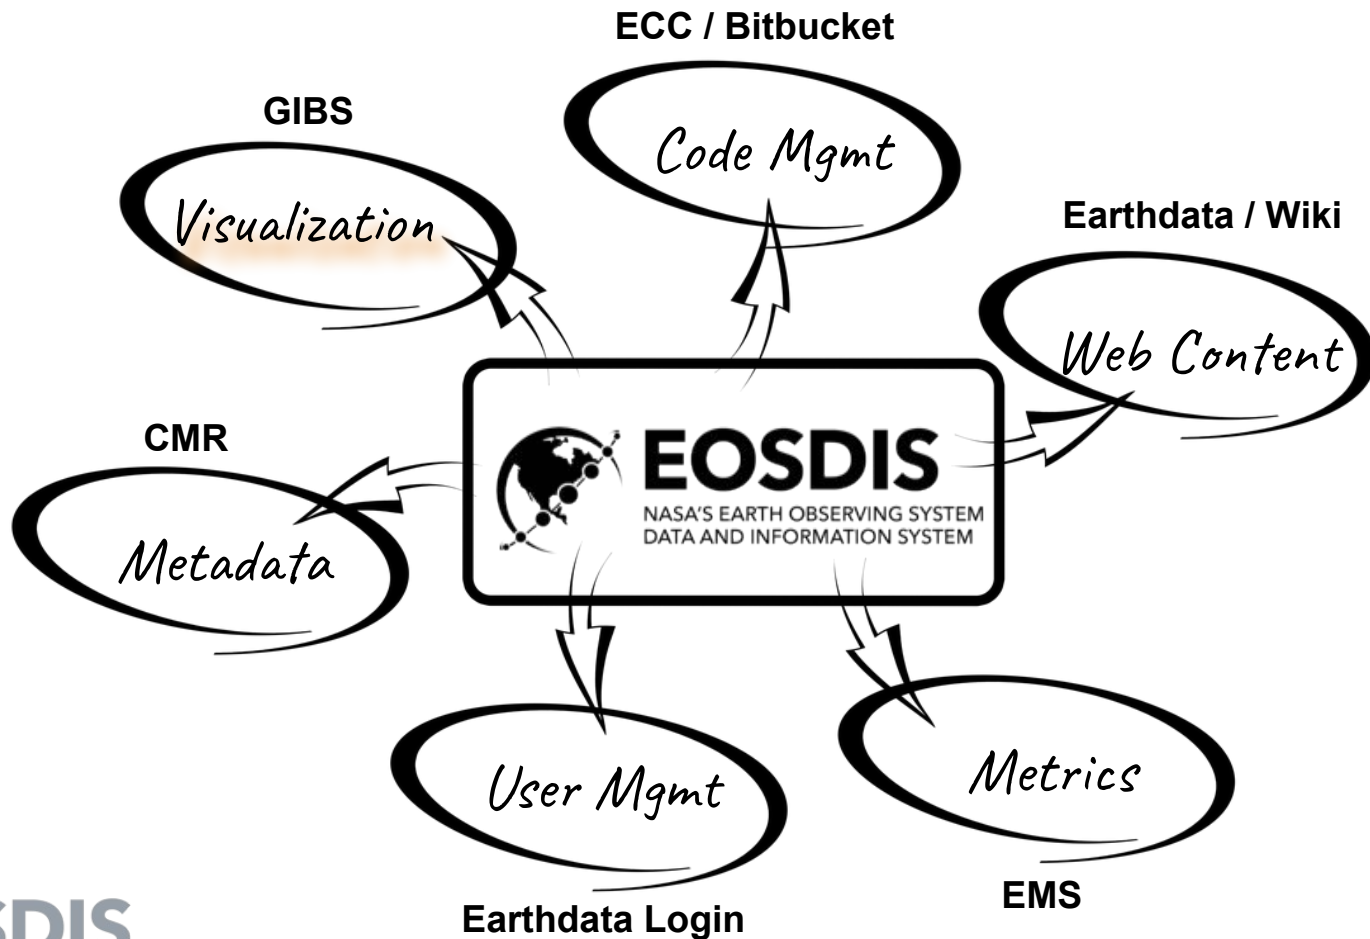 ECC / Bitbucket
Code Mgmt
GIBS
Visualization
Earthdata / Wiki
Web Content
EOSDIS
NASA'S EARTH OBSERVING SYSTEM
DATA AND INFORMATION SYSTEM
CMR
Metadata
User Mgmt
Earthdata Login
Metrics
EMS
SDIS